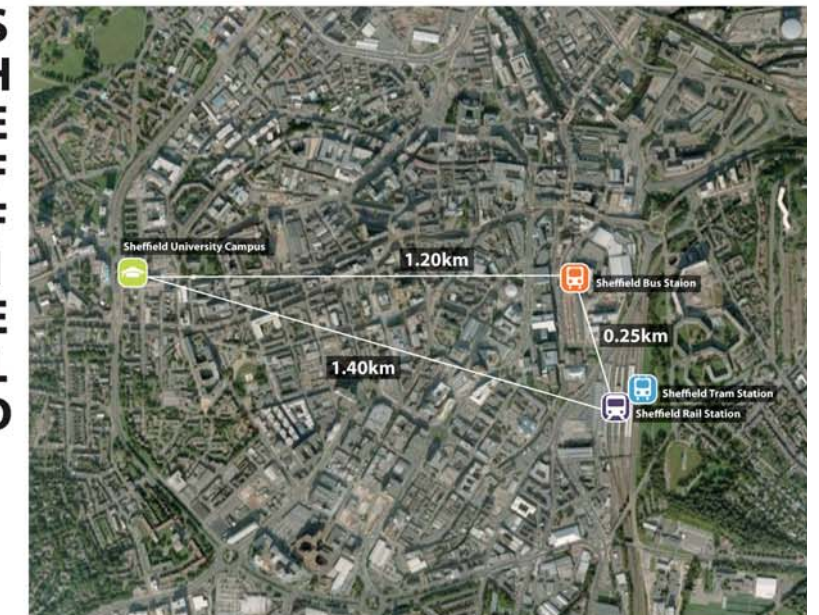 S
H
E
F
F
I
E
L
D
Sheffield University Campus
1.20km
Sheffield Bus Staion
0.25km
1.40km
Sheffield Tram Station
Sheffield Rail Station